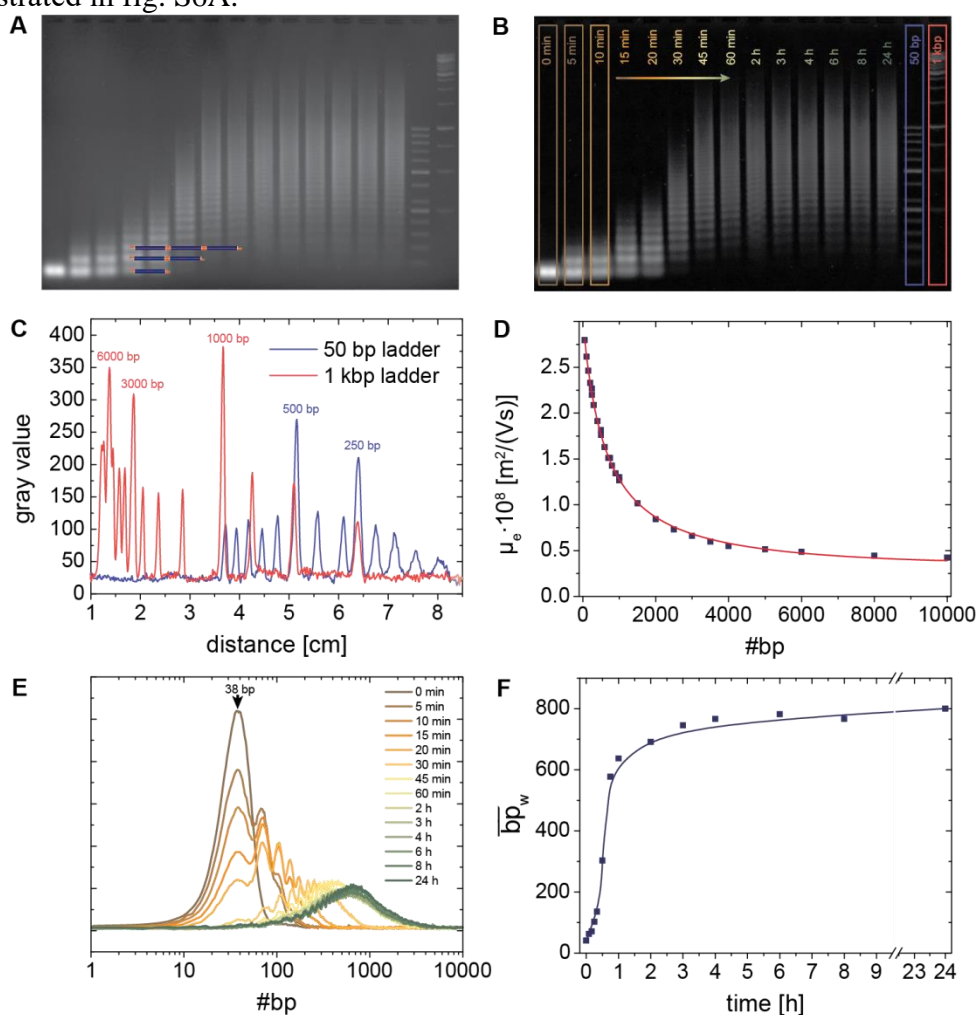 strated in fig. S6A.
A
B
0 min
5 min
10 min
15 min
20 min
30 min
45 min
60 min
2 h
3 h
4 h
6 h
8 h
24 h
50 bp
1 kbp
C
400
350
300
250
200
150
100
50
0
gray value
6000 bp
3000 bp
1000 bp
500 bp
250 bp
50 bp ladder
1 kbp ladder
1 2 3 4 5 6 7 8
distance [cm]
D
2.5
2.0
1.5
1.0
0.5
0.0
µe·10⁸ [m²/(Vs)]
0 2000 4000 6000 8000 10000
#bp
E
38 bp
0 min
5 min
10 min
15 min
20 min
30 min
45 min
60 min
2 h
3 h
4 h
6 h
8 h
24 h
1 10 100 1000 10000
#bp
F
800
600
400
200
0
bpw
0 1 2 3 4 5 6 7 8 9 23 24
time [h]